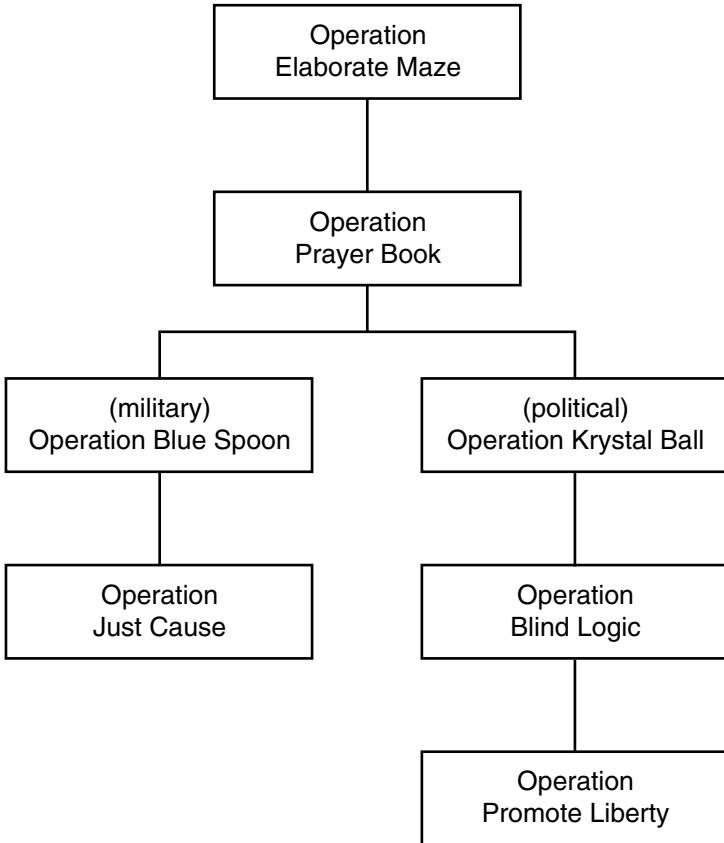 Operation
Elaborate Maze
Operation
Prayer Book
(military)
Operation Blue Spoon
(political)
Operation Krystal Ball
Operation
Just Cause
Operation
Blind Logic
Operation
Promote Liberty